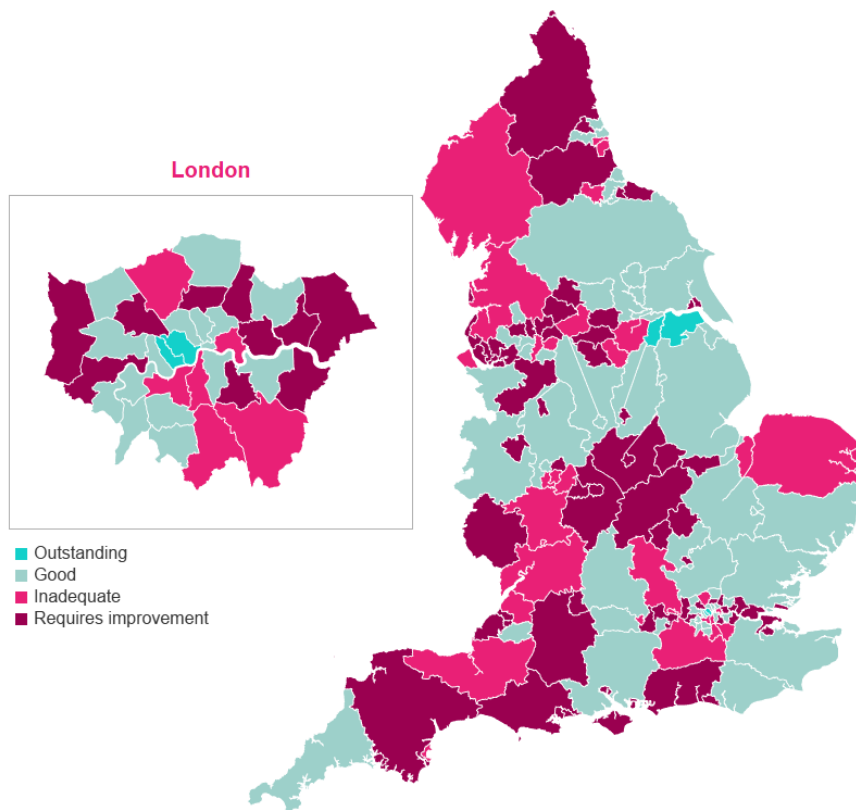 London
Outstanding
Good
Inadequate
Requires improvement